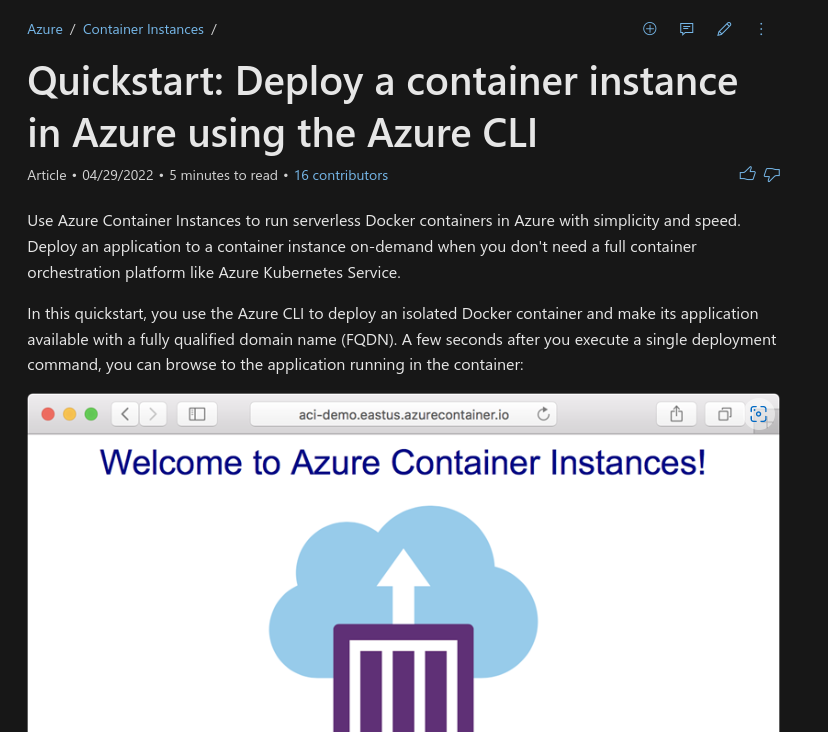 Azure / Container Instances /
Quickstart: Deploy a container instance
in Azure using the Azure CLI
Article • 04/29/2022 • 5 minutes to read • 16 contributors
Use Azure Container Instances to run serverless Docker containers in Azure with simplicity and speed.
Deploy an application to a container instance on-demand when you don't need a full container
orchestration platform like Azure Kubernetes Service.
In this quickstart, you use the Azure CLI to deploy an isolated Docker container and make its application
available with a fully qualified domain name (FQDN). A few seconds after you execute a single deployment
command, you can browse to the application running in the container:
aci-demo.eastus.azurecontainer.io
Welcome to Azure Container Instances!